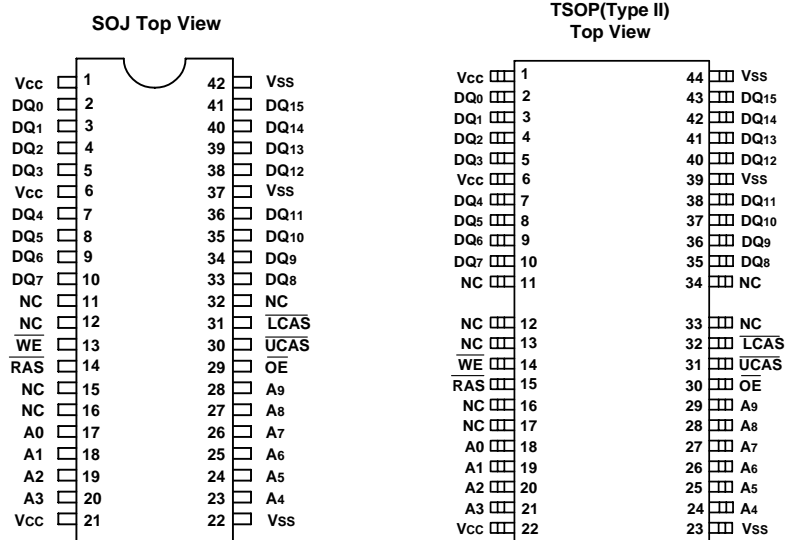 SOJ Top View
Vcc 1 42 Vss
DQ0 2 41 DQ15
DQ1 3 40 DQ14
DQ2 4 39 DQ13
DQ3 5 38 DQ12
Vcc 6 37 Vss
DQ4 7 36 DQ11
DQ5 8 35 DQ10
DQ6 9 34 DQ9
DQ7 10 33 DQ8
NC 11 32 NC
NC 12 31 LCAS
WE 13 30 UCAS
RAS 14 29 OE
NC 15 28 A9
NC 16 27 A8
A0 17 26 A7
A1 18 25 A6
A2 19 24 A5
A3 20 23 A4
Vcc 21 22 Vss
TSOP(Type II)
Top View
Vcc 1 44 Vss
DQ0 2 43 DQ15
DQ1 3 42 DQ14
DQ2 4 41 DQ13
DQ3 5 40 DQ12
Vcc 6 39 Vss
DQ4 7 38 DQ11
DQ5 8 37 DQ10
DQ6 9 36 DQ9
DQ7 10 35 DQ8
NC 11 34 NC
NC 12 33 NC
NC 13 32 LCAS
WE 14 31 UCAS
RAS 15 30 OE
NC 16 29 A9
NC 17 28 A8
A0 18 27 A7
A1 19 26 A6
A2 20 25 A5
A3 21 24 A4
Vcc 22 23 Vss